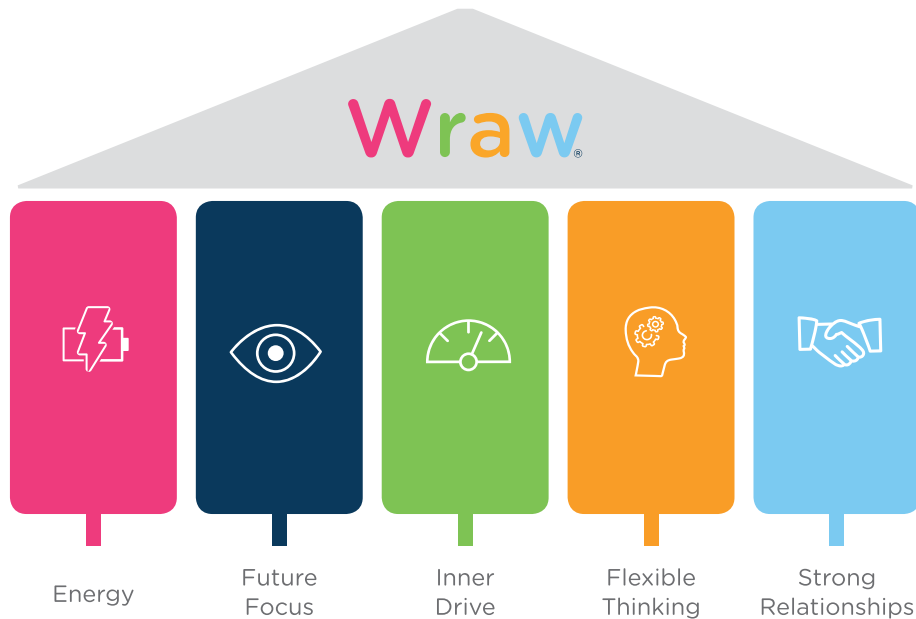 Wraw®
Energy
Future
Focus
Inner
Drive
Flexible
Thinking
Strong
Relationships